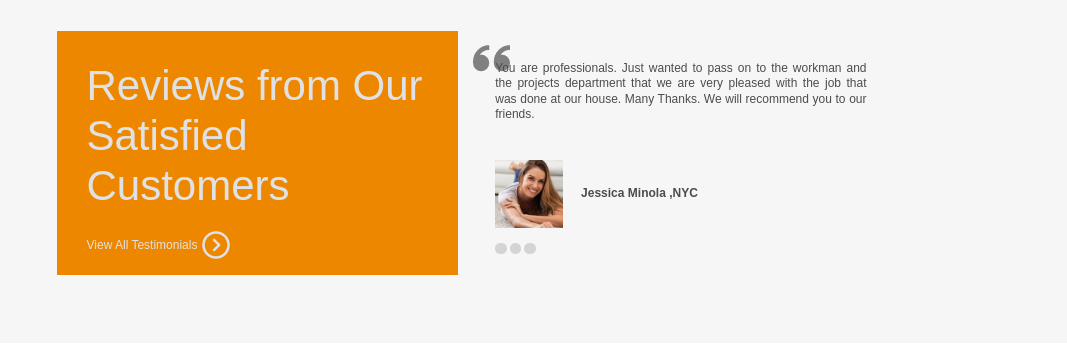 Reviews from Our
Satisfied
Customers
View All Testimonials
You are professionals. Just wanted to pass on to the workman and
the projects department that we are very pleased with the job that
was done at our house. Many Thanks. We will recommend you to our
friends.
Jessica Minola ,NYC